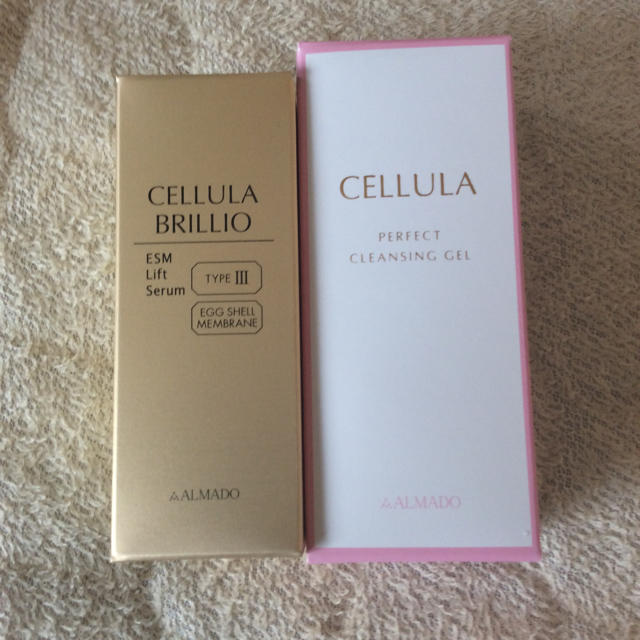 CELLULA
BRILLIO
ESM
Lift
Serum
TYPE III
EGG SHELL
MEMBRANE
ALMADO
CELLULA
PERFECT
CLEANSING GEL
ALMADO